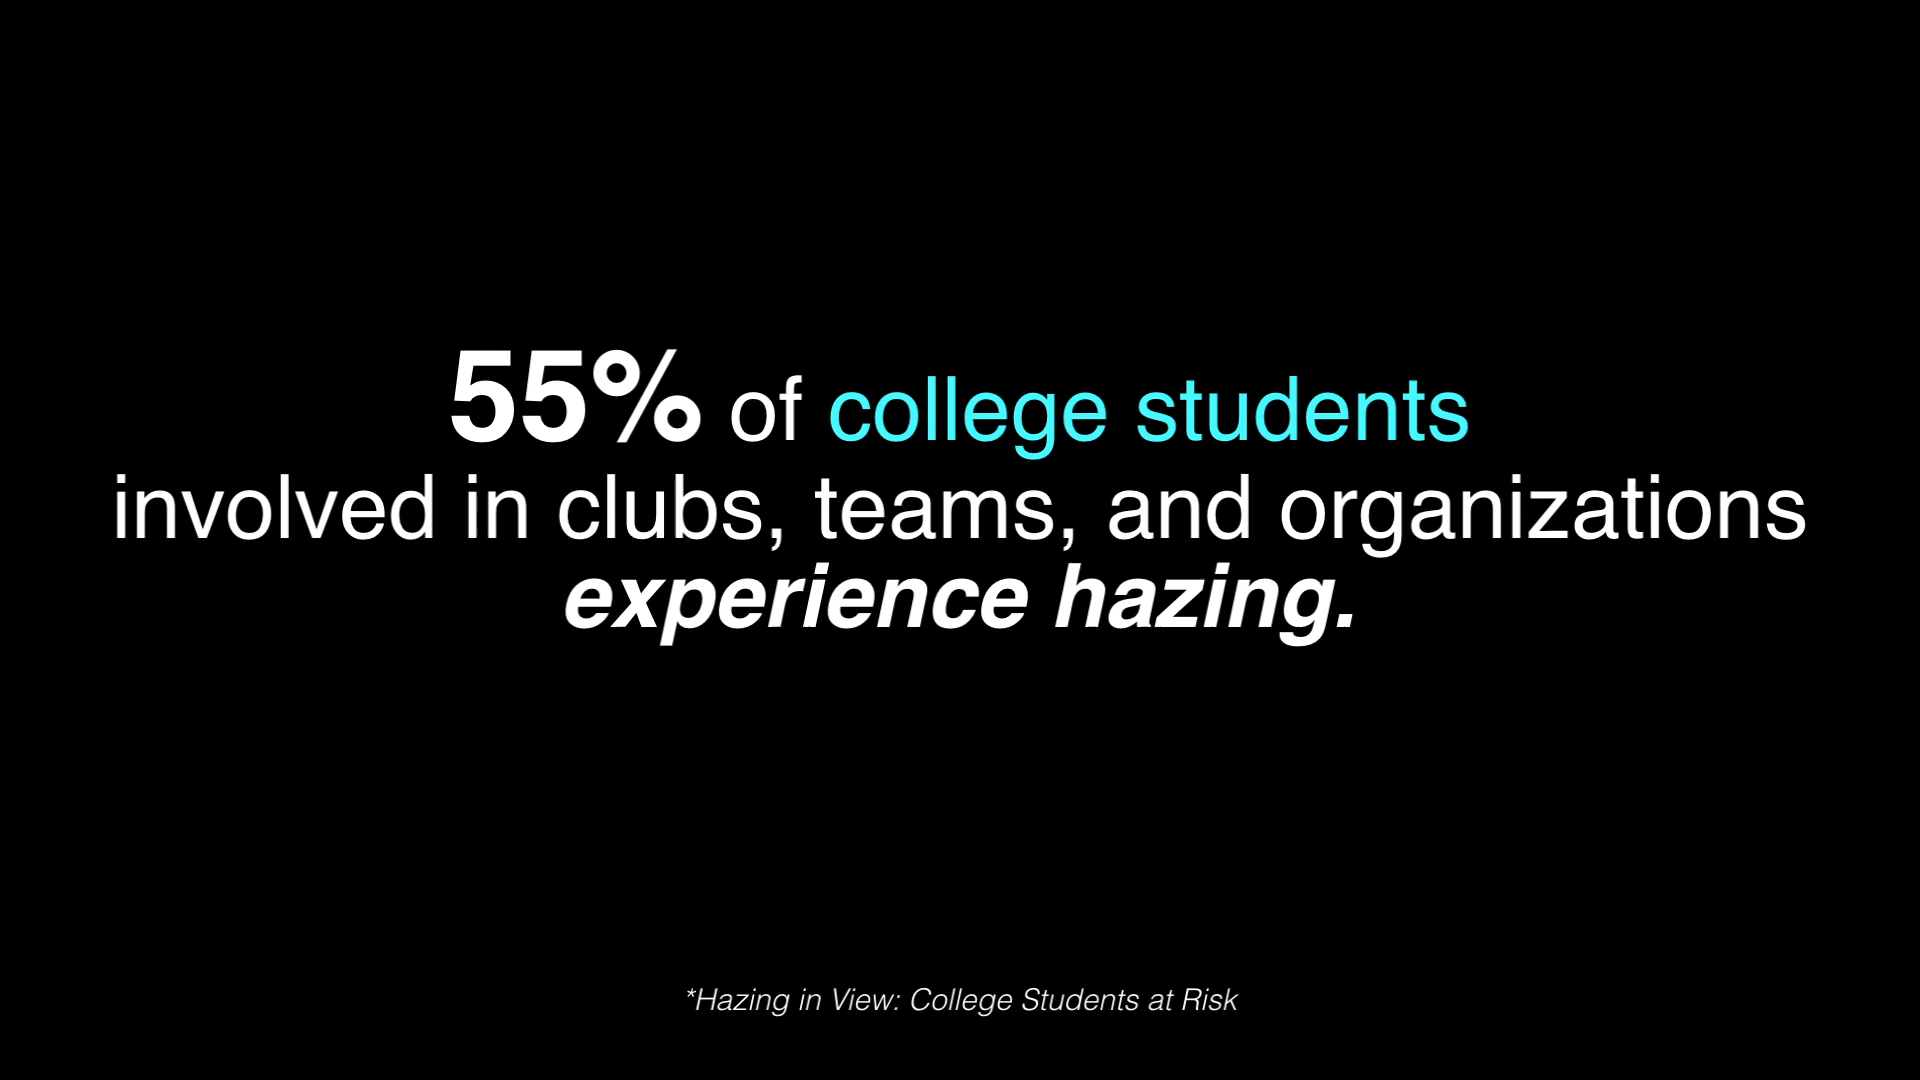 55% of college students
involved in clubs, teams, and organizations
experience hazing.
*Hazing in View: College Students at Risk